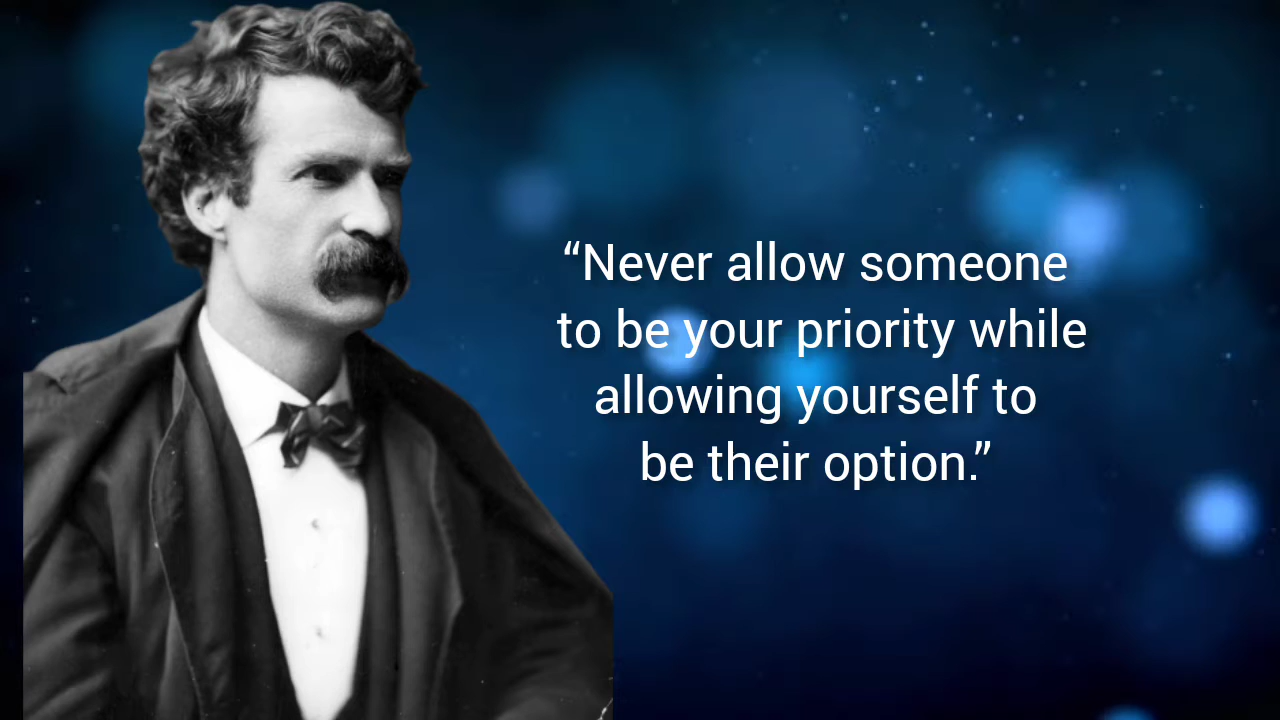 “Never allow someone
to be your priority while
allowing yourself to
be their option.”